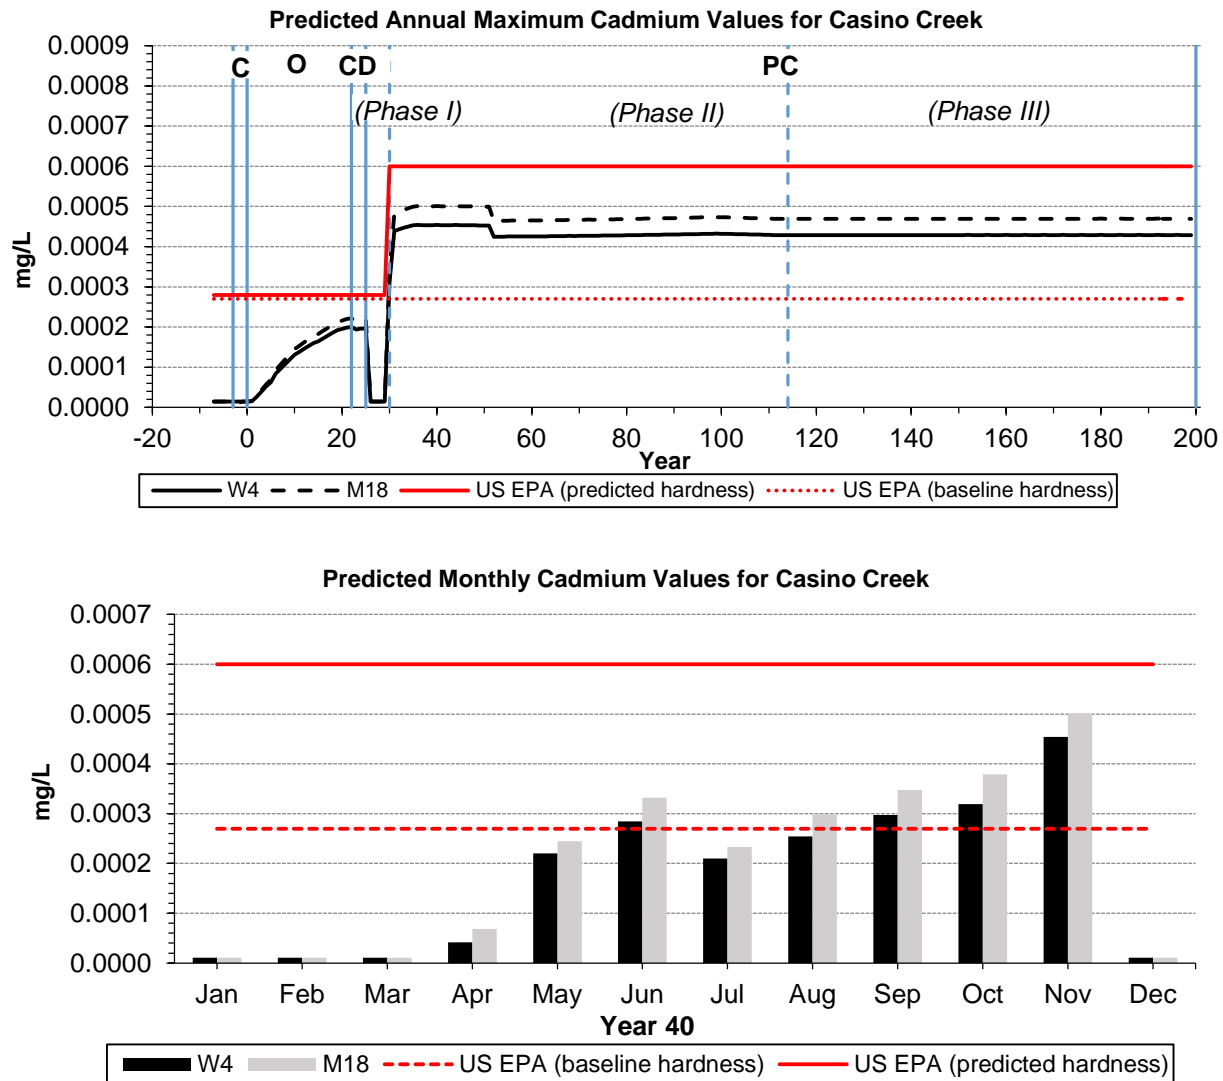 Predicted Annual Maximum Cadmium Values for Casino Creek
0.0009
0.0008
0.0007
0.0006
0.0005
0.0004
0.0003
0.0002
0.0001
0.0000
mg/L
C O CD PC
(Phase I) (Phase II) (Phase III)
-20 0 20 40 60 80 100 120 140 160 180 200
Year
W4 M18 US EPA (predicted hardness) US EPA (baseline hardness)
Predicted Monthly Cadmium Values for Casino Creek
0.0007
0.0006
0.0005
0.0004
0.0003
0.0002
0.0001
0.0000
mg/L
Jan Feb Mar Apr May Jun Jul Aug Sep Oct Nov Dec
Year 40
W4 M18 US EPA (baseline hardness) US EPA (predicted hardness)